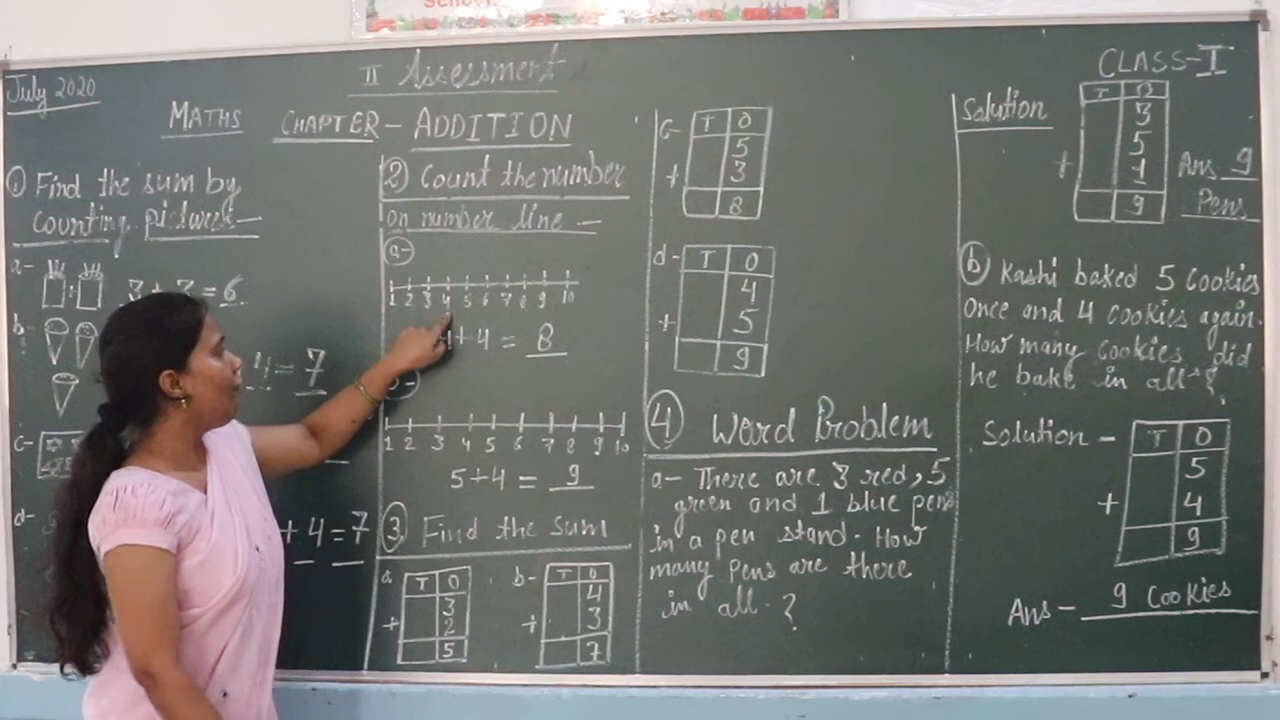 School
II Assessment
July 2020
CLASS-I
MATHS CHAPTER - ADDITION
1 Find the sum by
counting pictures -
a-
3 + 3 = 6
b-
4 = 7
c-
d-
+ 4 = 7
2) Count the number
on number line -
a-
1 2 3 4 5 6 7 8 9 10
4+4 = 8
b-
1 2 3 4 5 6 7 8 9 10
5+4 = 9
3. Find the sum
a
T O
3
+ 2
5
b-
T O
4
+ 3
7
c-
T O
5
+ 3
8
d-
T O
4
+ 5
9
4 Word Problem
a- There are 3 red, 5
green and 1 blue pens
in a pen stand. How
many pens are there
in all. ?
Solution
T O
3
5
+ 1
9
Ans 9
Pens
b Kashi baked 5 cookies
Once and 4 cookies again.
How many cookies did
he bake in all ?
Solution -
T O
5
+ 4
9
Ans - 9 Cookies